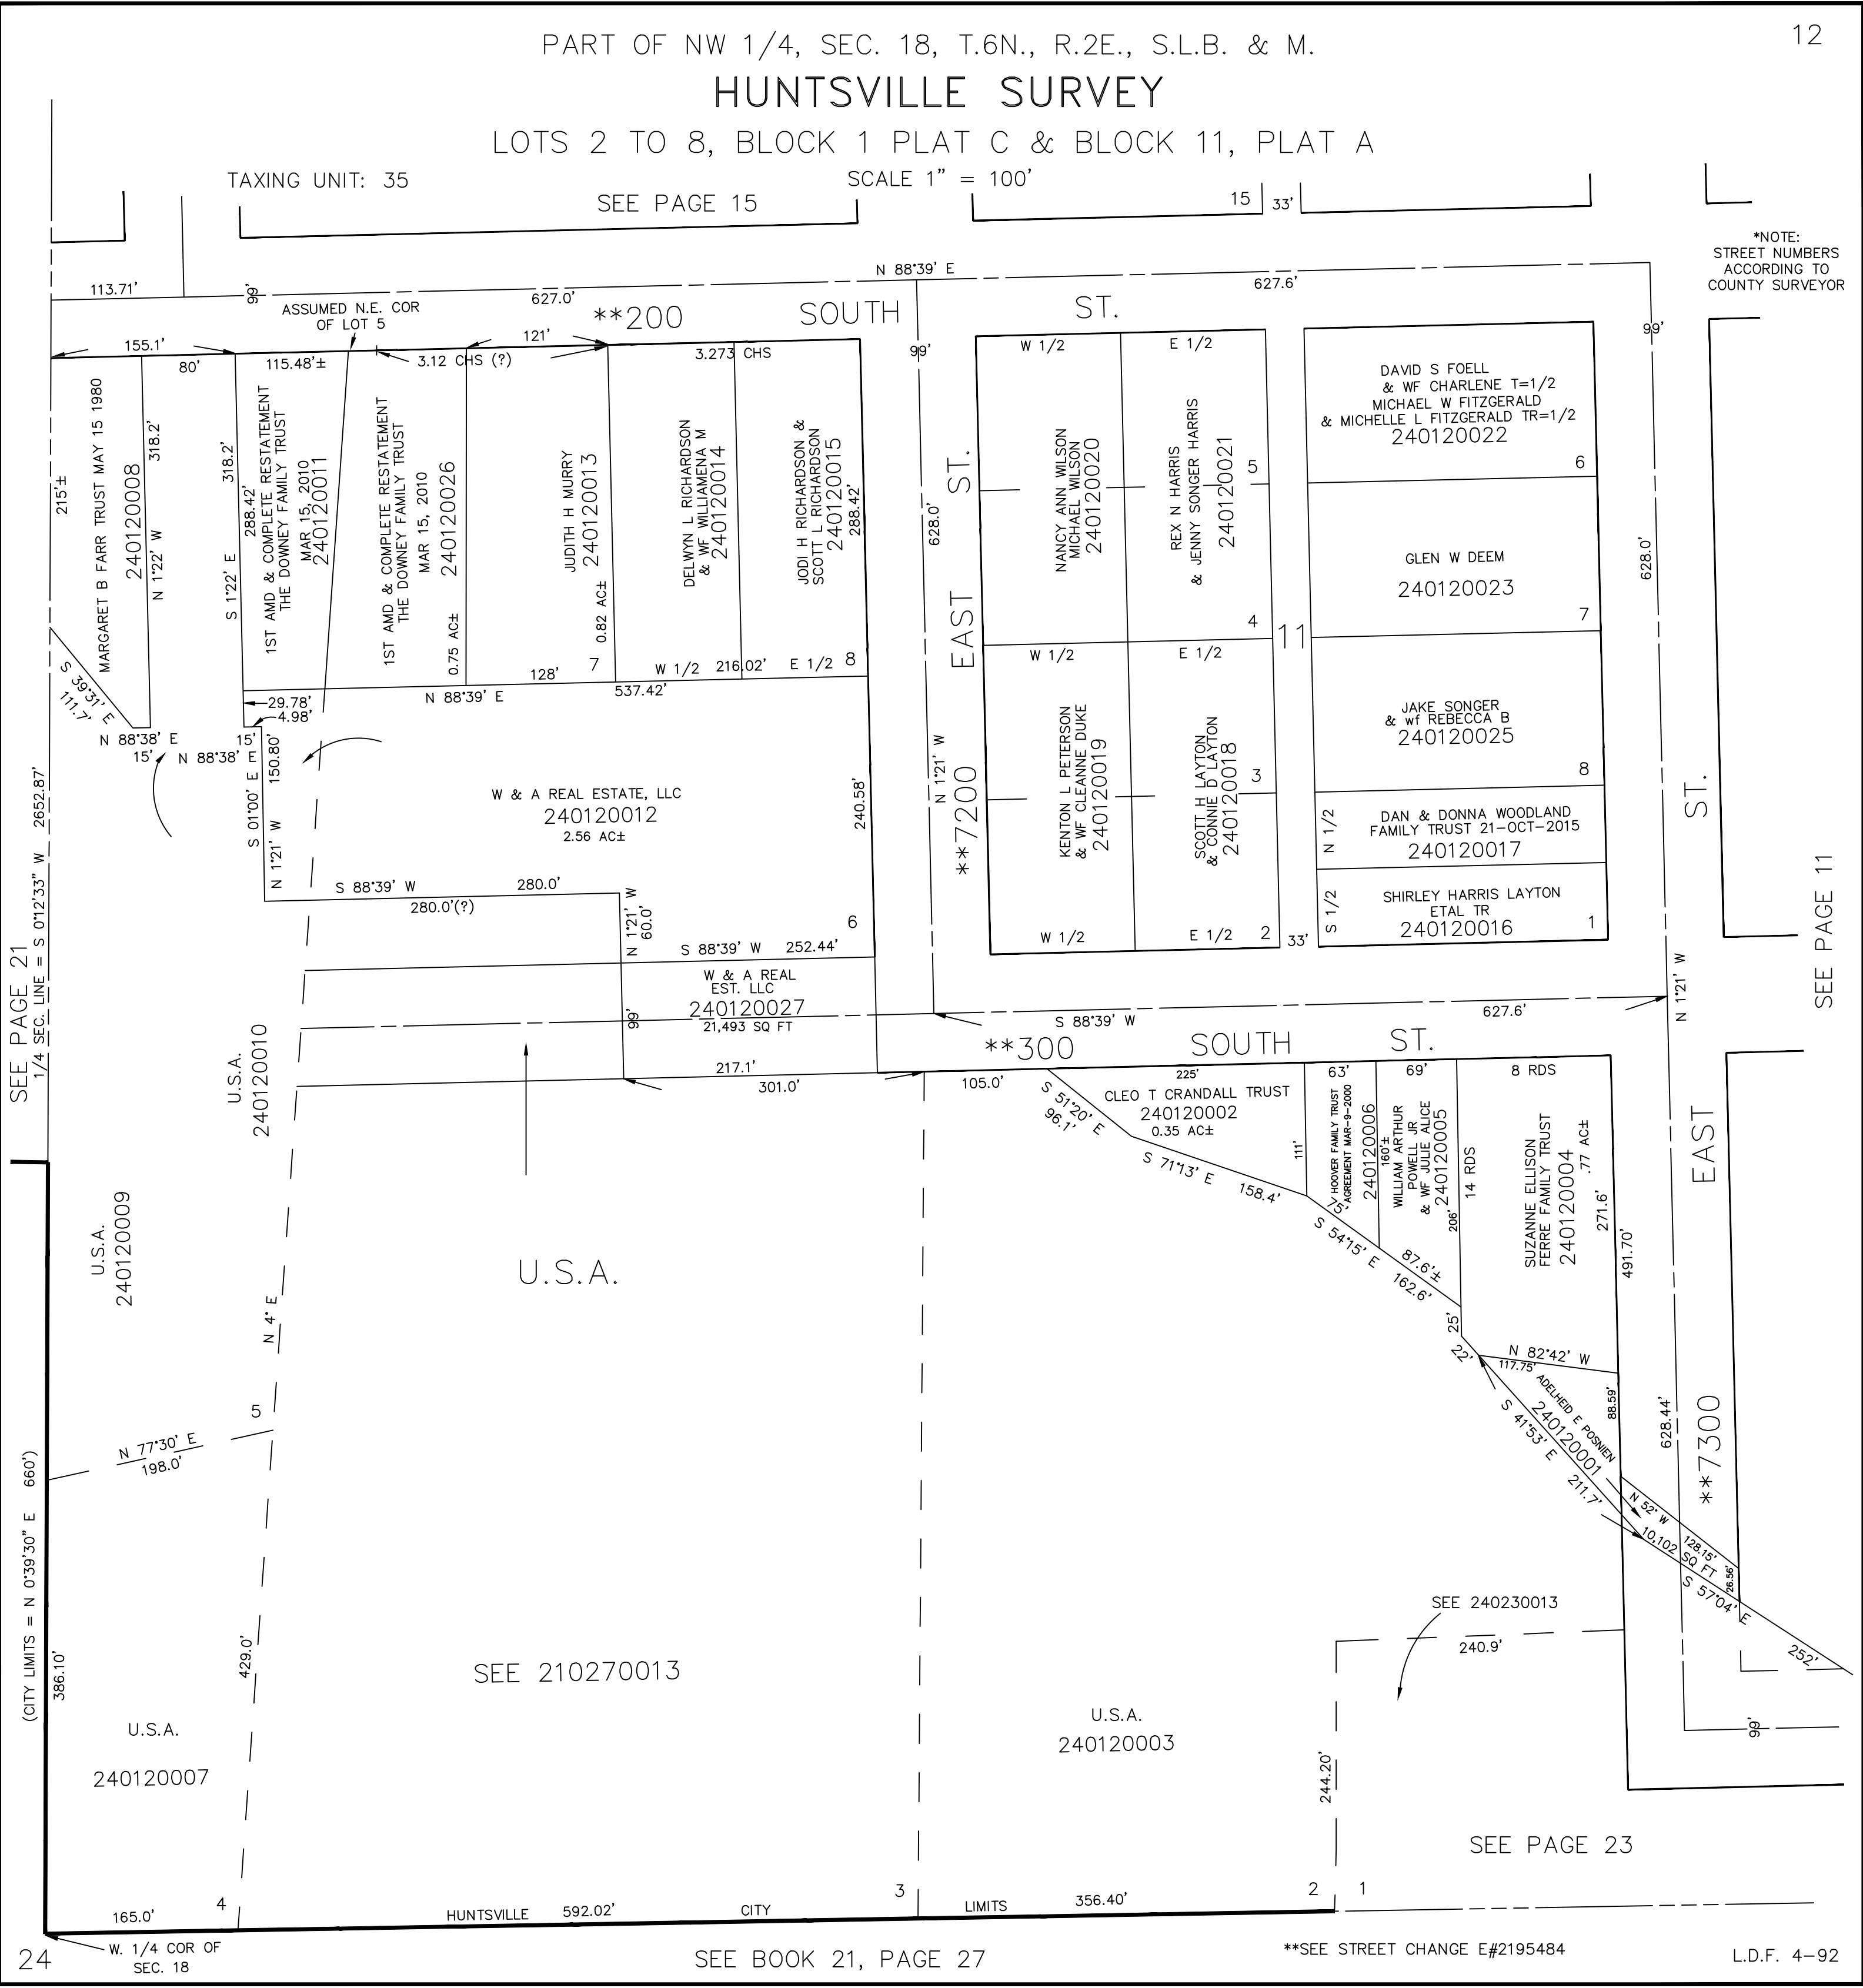 12
PART OF NW 1/4, SEC. 18, T.6N., R.2E., S.L.B. & M.
HUNTSVILLE SURVEY
LOTS 2 TO 8, BLOCK 1 PLAT C & BLOCK 11, PLAT A
TAXING UNIT: 35
SCALE 1" = 100'
SEE PAGE 15
15
33'
*NOTE:
STREET NUMBERS
ACCORDING TO
COUNTY SURVEYOR
113.71'
99'
627.0'
N 88°39' E
627.6'
ASSUMED N.E. COR
OF LOT 5
**200 SOUTH ST.
99'
99'
155.1'
80'
115.48'±
3.12 CHS (?)
121'
3.273 CHS
215'±
MARGARET B FARR TRUST MAY 15 1980
240120008
N 1°22' W 318.2'
S 1°22' E 318.2'
288.42'
1ST AMD & COMPLETE RESTATEMENT
THE DOWNEY FAMILY TRUST
MAR 15, 2010
240120011
1ST AMD & COMPLETE RESTATEMENT
THE DOWNEY FAMILY TRUST
MAR 15, 2010
240120026
0.75 AC±
JUDITH H MURRY
240120013
0.82 AC±
128'
7
DELWYN L RICHARDSON
& WF WILLIAMENA M
240120014
W 1/2
216.02'
JODI H RICHARDSON &
SCOTT L RICHARDSON
240120015
288.42'
E 1/2 8
N 88°39' E
537.42'
S 39°31' E
111.7'
N 88°38' E
15'
N 88°38' E
15'
29.78'
4.98'
S 01°00' E
150.80'
N 1°21' W
W & A REAL ESTATE, LLC
240120012
2.56 AC±
240.58'
S 88°39' W 280.0'
280.0'(?)
N 1°21' W
60.0'
6
S 88°39' W 252.44'
W & A REAL
EST. LLC
240120027
21,493 SQ FT
99'
217.1'
301.0'
628.0'
N 1°21' W
**7200 EAST ST.
W 1/2
E 1/2
NANCY ANN WILSON
MICHAEL WILSON
240120020
REX N HARRIS
& JENNY SONGER HARRIS
240120021
5
4
11
W 1/2
E 1/2
KENTON L PETERSON
& WF CLEANNE DUKE
240120019
SCOTT H LAYTON
& CONNIE D LAYTON
240120018
3
W 1/2
E 1/2 2
33'
DAVID S FOELL
& WF CHARLENE T=1/2
MICHAEL W FITZGERALD
& MICHELLE L FITZGERALD TR=1/2
240120022
6
GLEN W DEEM
240120023
7
JAKE SONGER
& wf REBECCA B
240120025
8
N 1/2
DAN & DONNA WOODLAND
FAMILY TRUST 21-OCT-2015
240120017
S 1/2
SHIRLEY HARRIS LAYTON
ETAL TR
240120016
1
628.0'
N 1°21' W
SEE PAGE 11
S 88°39' W
627.6'
**300 SOUTH ST.
**7300 EAST ST.
SEE PAGE 21
1/4 SEC. LINE = S 0°12'33" W 2652.87'
U.S.A.
240120010
U.S.A.
240120009
N 4° E
5
N 77°30' E
198.0'
(CITY LIMITS = N 0°39'30" E 660')
386.10'
429.0'
U.S.A.
240120007
U.S.A.
SEE 210270013
105.0'
S 51°20' E
96.1'
225'
CLEO T CRANDALL TRUST
240120002
0.35 AC±
111'
S 71°13' E
158.4'
63'
HOOVER FAMILY TRUST
AGREEMENT MAR-9-2000
240120006
160'±
75'
69'
WILLIAM ARTHUR
POWELL JR
& WF JULIE ALICE
240120005
206'
14 RDS
S 54°15' E
162.6'
87.6'±
8 RDS
SUZANNE ELLISON
FERRE FAMILY TRUST
240120004
.77 AC±
271.6'
491.70'
25'
22'
N 82°42' W
117.75'
ADELHEID E POSNIEN
240120001
88.59'
S 41°53' E
211.7'
N 52° W
128.15'
10,102 SQ FT
26.56'
S 57°04' E
252'
628.44'
99'
SEE 240230013
240.9'
244.20'
U.S.A.
240120003
SEE PAGE 23
165.0'
4
HUNTSVILLE 592.02' CITY
3
LIMITS 356.40'
2
1
W. 1/4 COR OF
SEC. 18
24
SEE BOOK 21, PAGE 27
**SEE STREET CHANGE E#2195484
L.D.F. 4-92